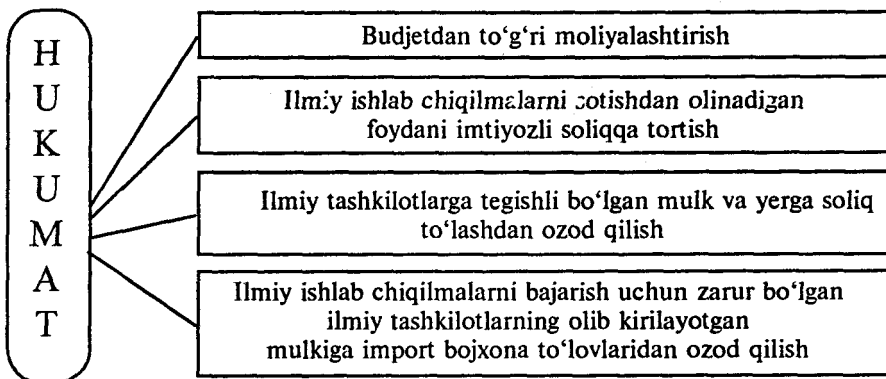 HUKUMAT
Budjetdan to‘g‘ri moliyalashtirish
Ilmiy ishlab chiqilmalarni sotishdan olinadigan
foydani imtiyozli soliqqa tortish
Ilmiy tashkilotlarga tegishli bo‘lgan mulk va yerga soliq
to‘lashdan ozod qilish
Ilmiy ishlab chiqilmalarni bajarish uchun zarur bo‘lgan
ilmiy tashkilotlarning olib kirilayotgan
mulkiga import bojxona to‘lovlaridan ozod qilish